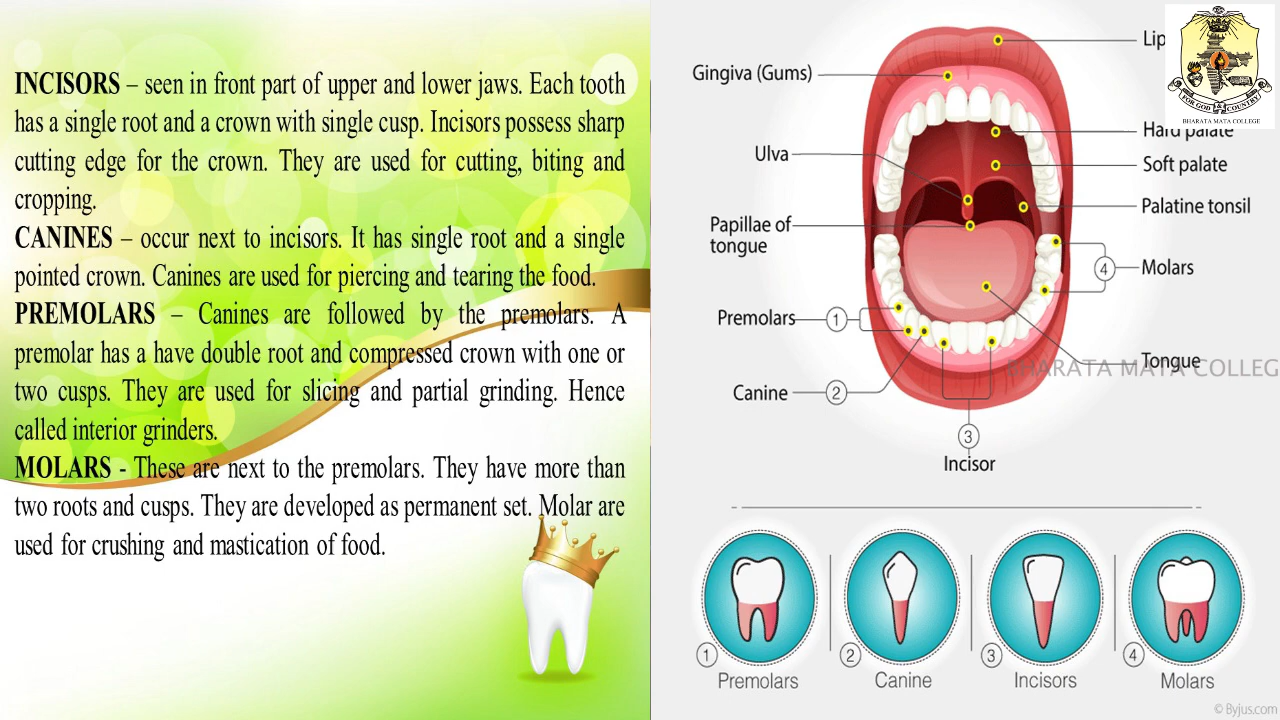 INCISORS – seen in front part of upper and lower jaws. Each tooth
has a single root and a crown with single cusp. Incisors possess sharp
cutting edge for the crown. They are used for cutting, biting and
cropping.
CANINES – occur next to incisors. It has single root and a single
pointed crown. Canines are used for piercing and tearing the food.
PREMOLARS – Canines are followed by the premolars. A
premolar has a have double root and compressed crown with one or
two cusps. They are used for slicing and partial grinding. Hence
called interior grinders.
MOLARS - These are next to the premolars. They have more than
two roots and cusps. They are developed as permanent set. Molar are
used for crushing and mastication of food.
Gingiva (Gums)
Ulva
Papillae of
tongue
Premolars 1
Canine 2
3
Incisor
Lip
Hard palate
Soft palate
Palatine tonsil
4 Molars
Tongue
FOR GOD & COUNTRY
BHARATA MATA COLLEGE
BHARATA MATA COLLEG
1 Premolars
2 Canine
3 Incisors
4 Molars
© Byjus.com